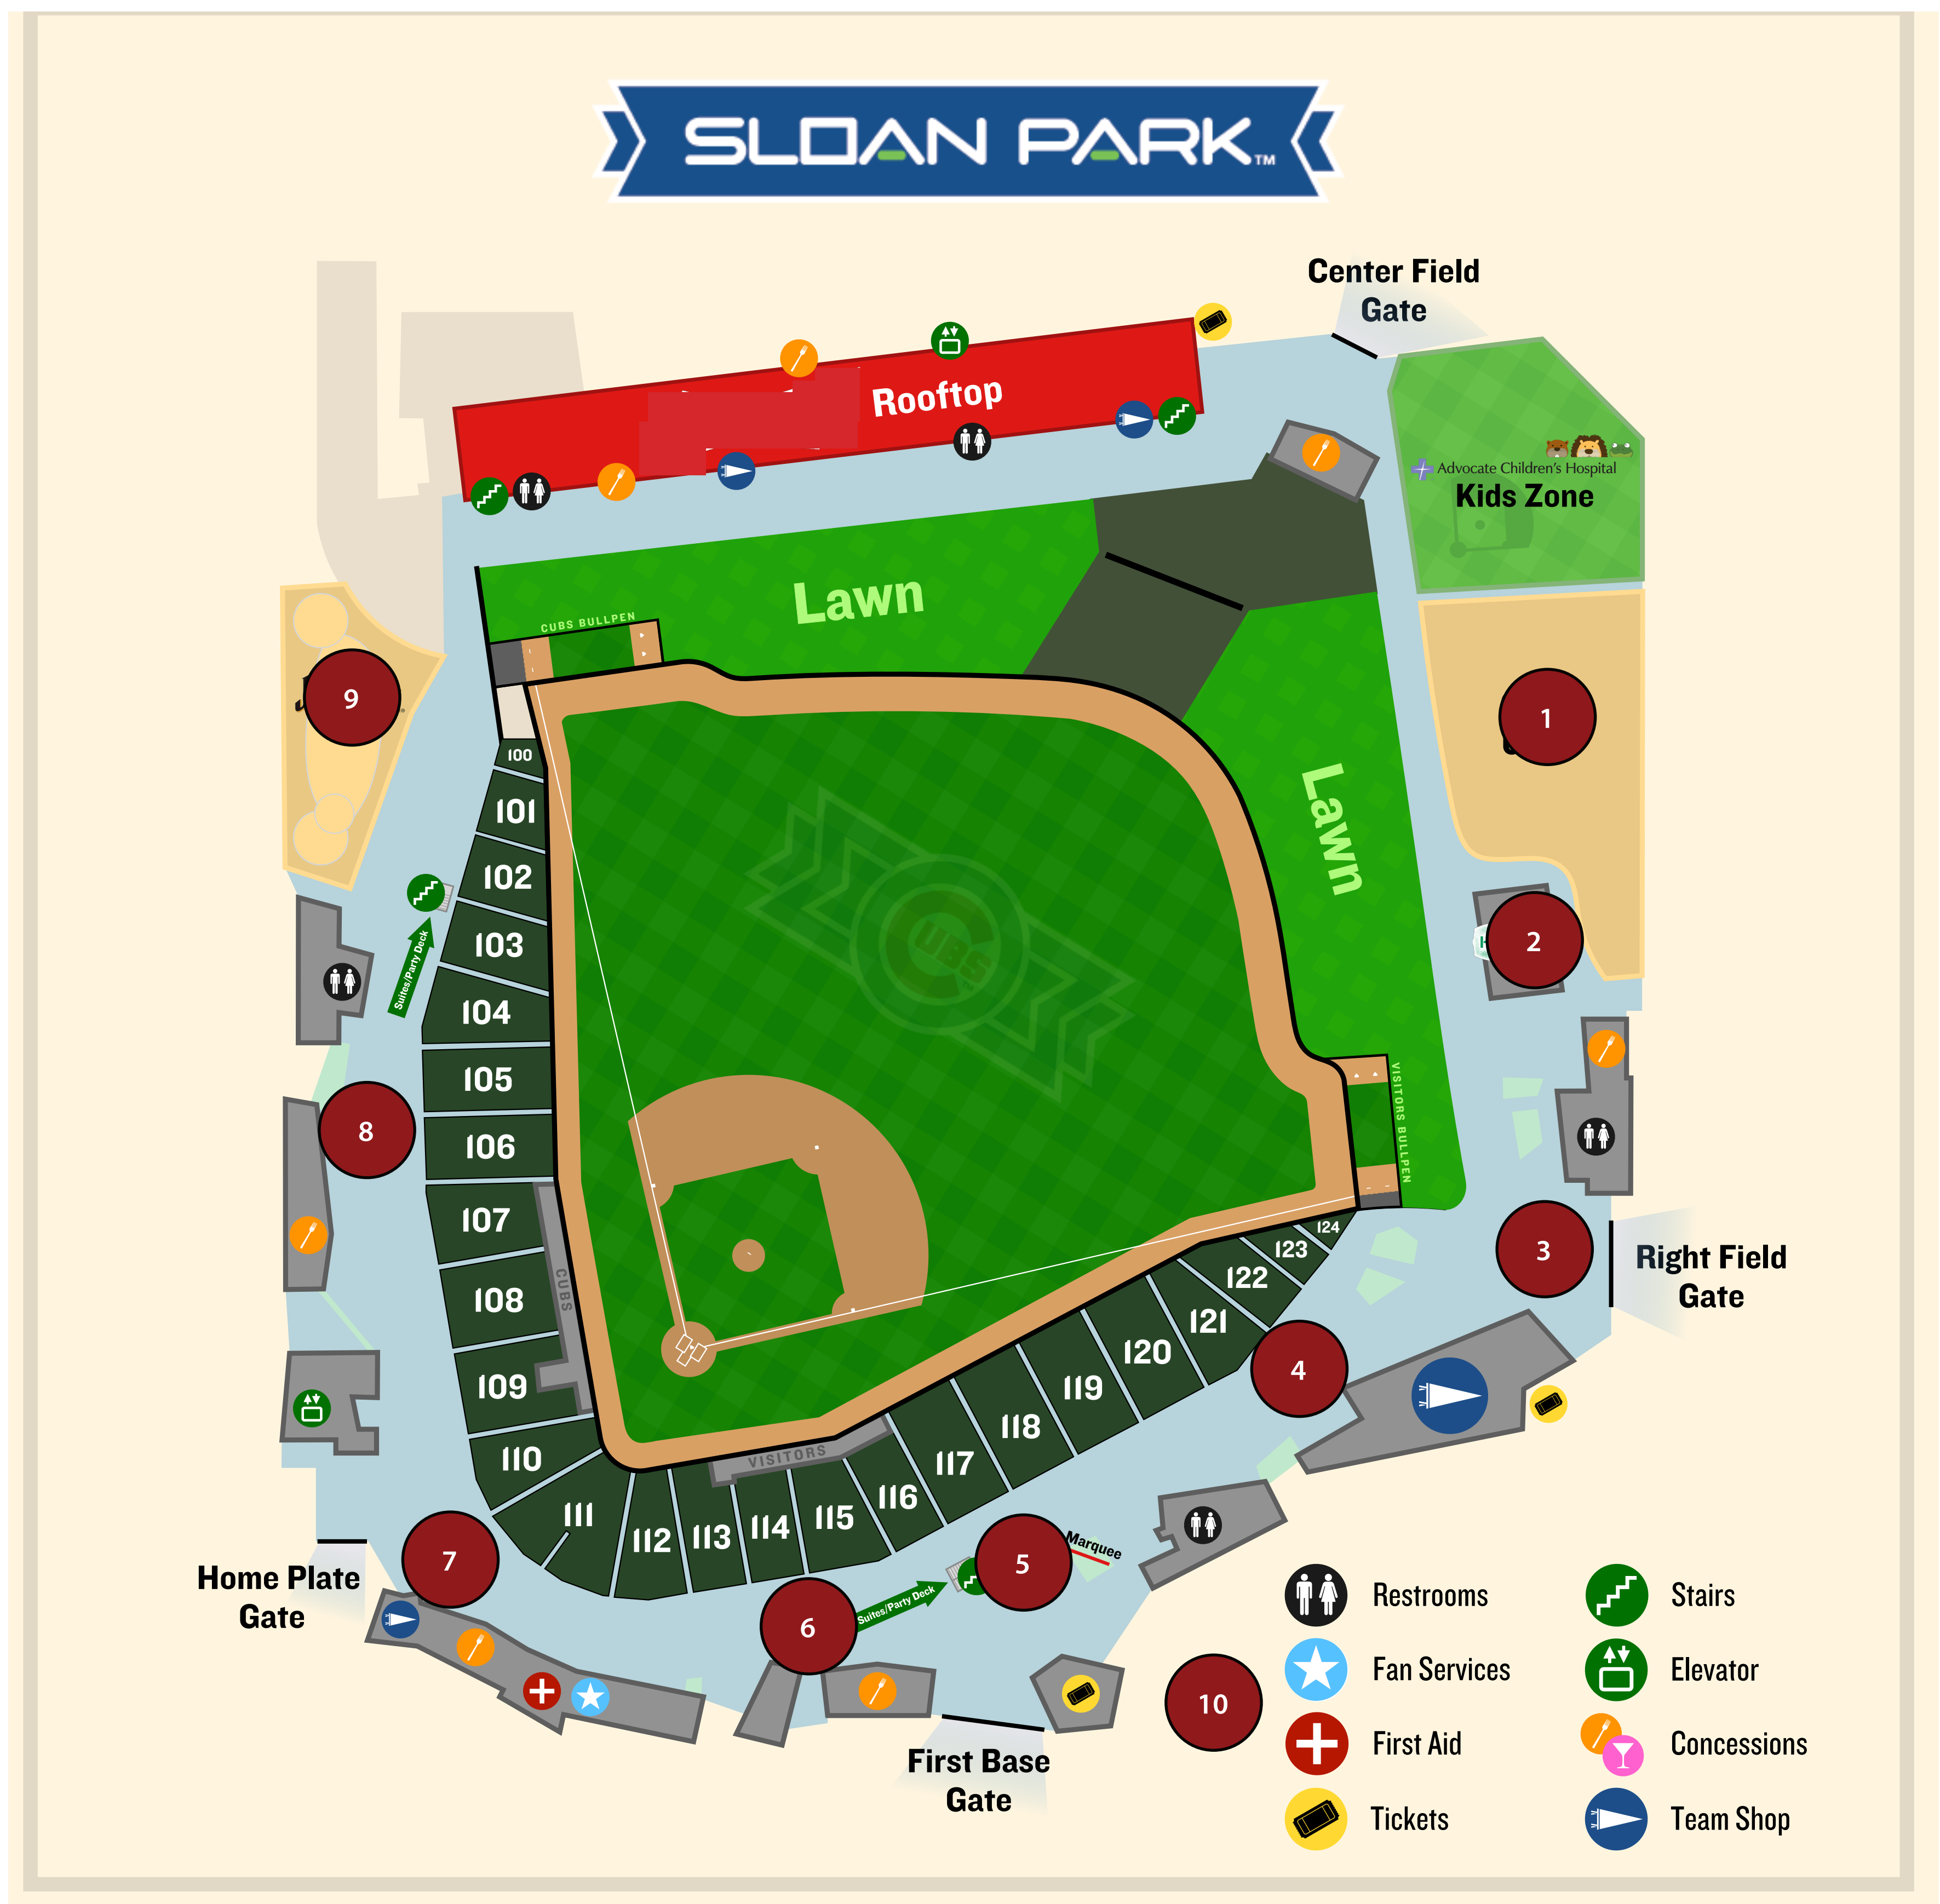 SLOAN PARK™
Center Field
Gate
Rooftop
Advocate Children's Hospital
Kids Zone
Lawn
CUBS BULLPEN
9
1
100
101
Lawn
102
CUBS
2
103
Suites/Party Deck
104
105
VISITORS BULLPEN
8
106
107
124
3
123
Right Field
Gate
122
108
CUBS
121
120
4
109
119
118
110
VISITORS
117
116
111
115
114
113
112
Marquee
5
7
Home Plate
Gate
6
Suites/Party Deck
10
First Base
Gate
Restrooms
Stairs
Fan Services
Elevator
First Aid
Concessions
Tickets
Team Shop